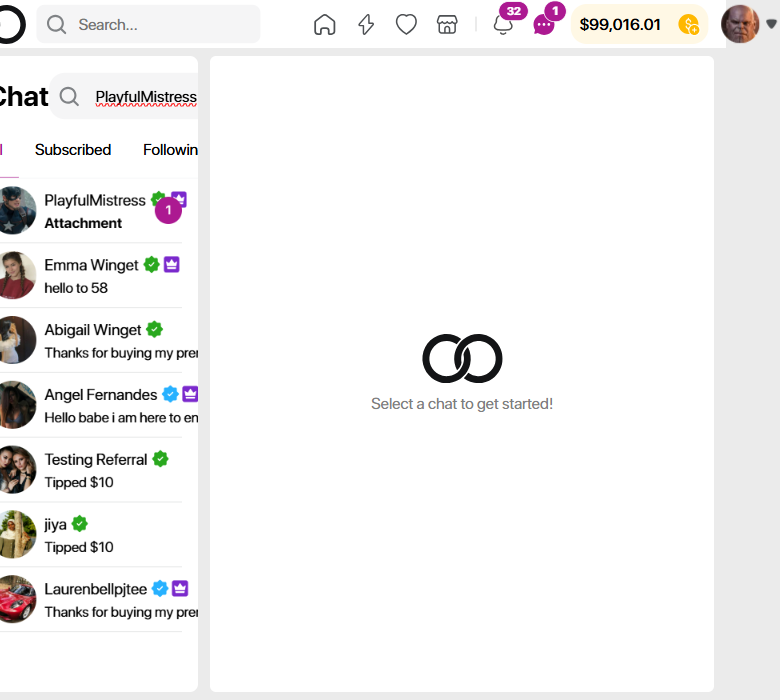 Search...
32
1
$99,016.01
Chat
PlayfulMistress
Subscribed
Followin
PlayfulMistress
1
Attachment
Emma Winget
hello to 58
Abigail Winget
Thanks for buying my pre
Angel Fernandes
Hello babe i am here to en
Testing Referral
Tipped $10
jiya
Tipped $10
Laurenbellpjtee
Thanks for buying my pre
Select a chat to get started!